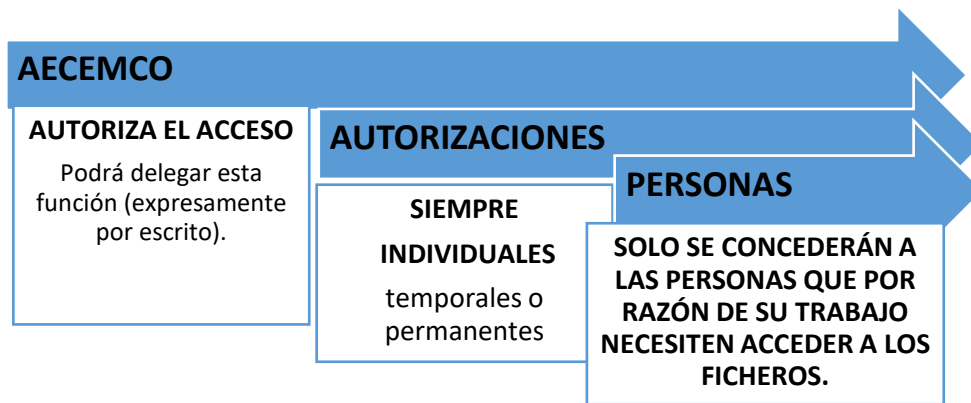 AECEMCO
AUTORIZA EL ACCESO
Podrá delegar esta
función (expresamente
por escrito).
AUTORIZACIONES
SIEMPRE
INDIVIDUALES
temporales o
permanentes
PERSONAS
SOLO SE CONCEDERÁN A
LAS PERSONAS QUE POR
RAZÓN DE SU TRABAJO
NECESITEN ACCEDER A LOS
FICHEROS.